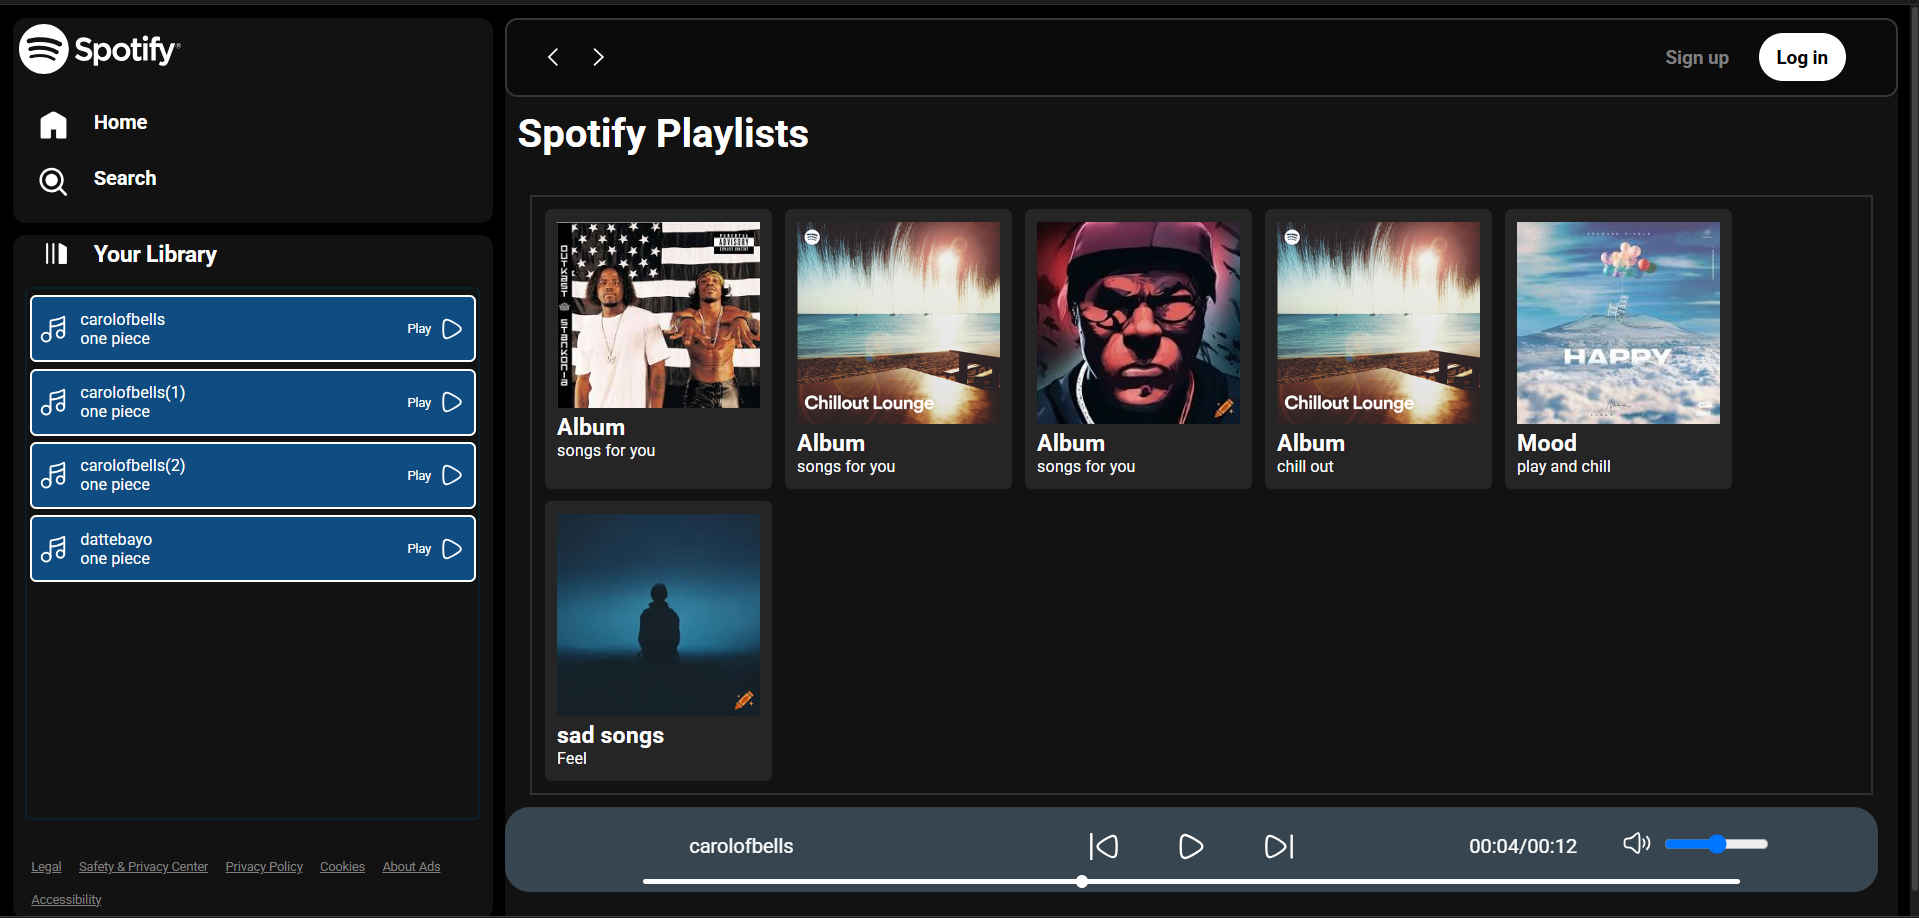 Spotify®
Home
Search
Your Library
carolofbells
one piece
Play
carolofbells(1)
one piece
Play
carolofbells(2)
one piece
Play
dattebayo
one piece
Play
Legal Safety & Privacy Center Privacy Policy Cookies About Ads
Accessibility
Sign up Log in
Spotify Playlists
OUTKAST STANKONIA
PARENTAL
ADVISORY
EXPLICIT CONTENT
Album
songs for you
Chillout Lounge
Album
songs for you
Album
songs for you
Chillout Lounge
Album
chill out
HAPPY
Mood
play and chill
sad songs
Feel
carolofbells
00:04/00:12